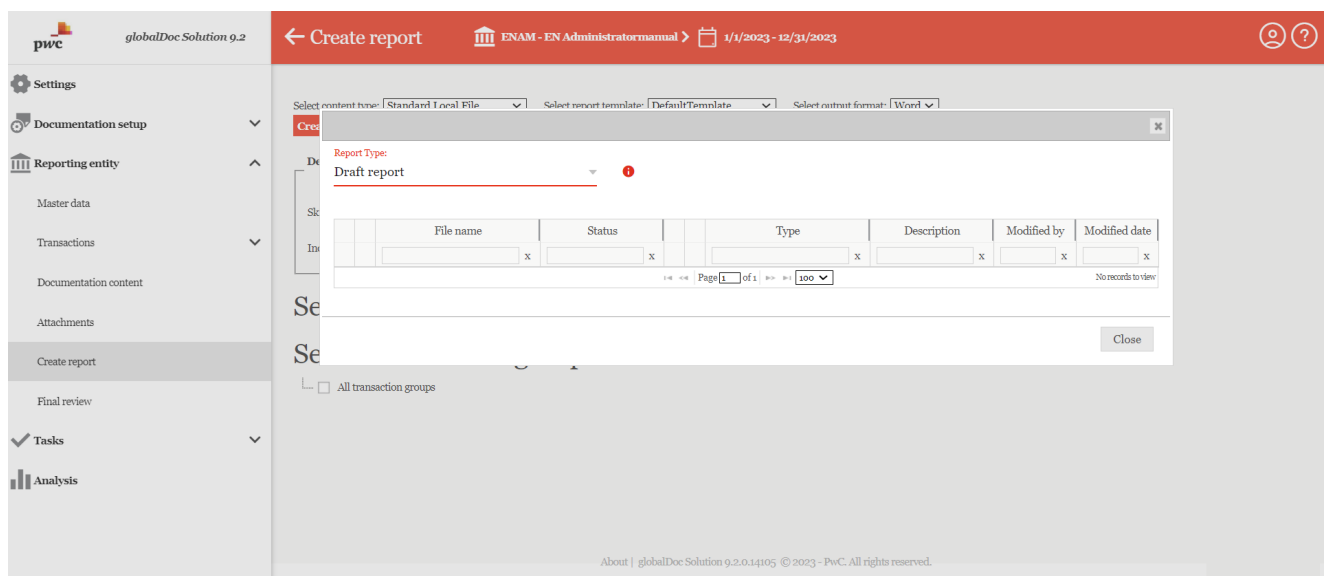 pwc
globalDoc Solution 9.2
Create report
ENAM - EN Administratormanual
1/1/2023 - 12/31/2023
?
Settings
Documentation setup
Reporting entity
Master data
Transactions
Documentation content
Attachments
Create report
Final review
Tasks
Analysis
Select content type: Standard Local File Select report template: DefaultTemplate Select output format: Word
Report Type:
Draft report
File name Status Type Description Modified by Modified date
x x x x x x
Page 1 of 1 100 No records to view
Close
All transaction groups
About | globalDoc Solution 9.2.0.14105 © 2023 - PwC. All rights reserved.